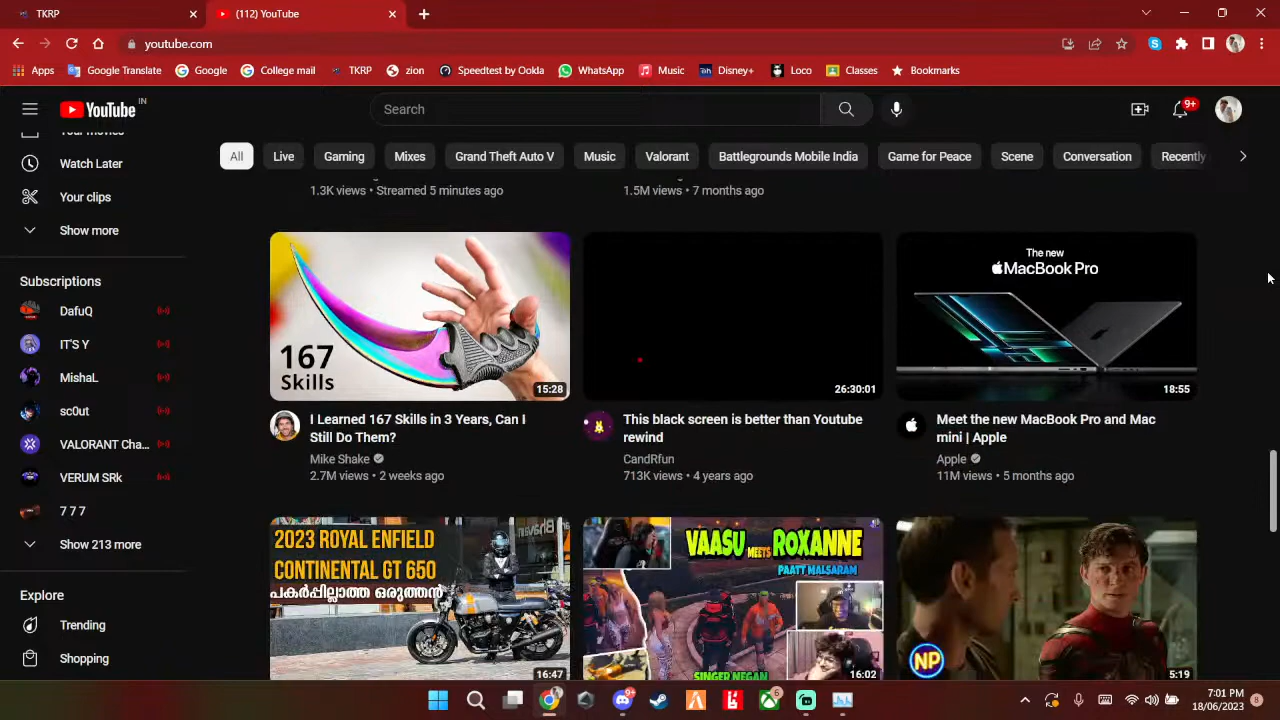 TKRP
(112) YouTube
youtube.com
Apps
Google Translate
Google
College mail
TKRP
zion
Speedtest by Ookla
WhatsApp
Music
Disney+
Loco
Classes
Bookmarks
YouTube IN
Search
9+
Your movies
Watch Later
Your clips
Show more
Subscriptions
DafuQ
IT'S Y
MishaL
sc0ut
VALORANT Cha...
VERUM SRk
7 7 7
Show 213 more
Explore
Trending
Shopping
All
Live
Gaming
Mixes
Grand Theft Auto V
Music
Valorant
Battlegrounds Mobile India
Game for Peace
Scene
Conversation
Recently
1.3K views • Streamed 5 minutes ago
1.5M views • 7 months ago
167
Skills
15:28
I Learned 167 Skills in 3 Years, Can I
Still Do Them?
Mike Shake
2.7M views • 2 weeks ago
26:30:01
This black screen is better than Youtube
rewind
CandRfun
713K views • 4 years ago
The new
MacBook Pro
18:55
Meet the new MacBook Pro and Mac
mini | Apple
Apple
11M views • 5 months ago
2023 ROYAL ENFIELD
CONTINENTAL GT 650
പകർപ്പില്ലാത്ത ഒരുത്തൻ
16:47
VAASU MEETS ROXANNE
PAATT MALSARAM
SINGER NEGAN
16:02
NP
5:19
9+
6
7:01 PM
18/06/2023
8